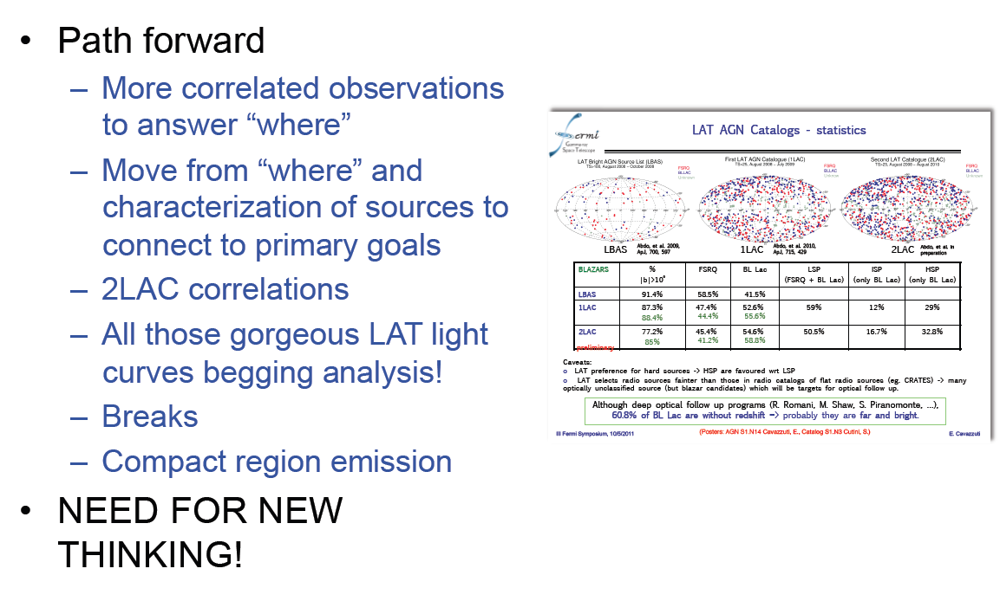 • Path forward
– More correlated observations
to answer “where”
– Move from “where” and
characterization of sources to
connect to primary goals
– 2LAC correlations
– All those gorgeous LAT light
curves begging analysis!
– Breaks
– Compact region emission
• NEED FOR NEW
THINKING!
Fermi
Gamma-ray
Space Telescope
LAT AGN Catalogs - statistics
LAT Bright AGN Source List (LBAS)
TS>100, August 2008 – October 2008
FSRQ
BLLAC
Unknown
First LAT AGN Catalogue (1LAC)
TS>25, August 2008 – July 2009
FSRQ
BLLAC
Unknown
Second LAT Catalogue (2LAC)
TS>25, August 2008 – August 2010
FSRQ
BLLAC
Unknown
LBAS
Abdo, et al. 2009,
ApJ, 700, 597
1LAC
Abdo, et al. 2010,
ApJ, 715, 429
2LAC
Abdo, et al. in
preparation
BLAZARS % FSRQ BL Lac LSP ISP HSP
|b|>10° (FSRQ + BL Lac) (only BL Lac) (only BL Lac)
LBAS 91.4% 58.5% 41.5%
1LAC 87.3% 47.4% 52.6% 59% 12% 29%
88.4% 44.4% 55.6%
2LAC 77.2% 45.4% 54.6% 50.5% 16.7% 32.8%
preliminary 85% 41.2% 58.8%
Caveats:
o LAT preference for hard sources -> HSP are favoured wrt LSP
o LAT selects radio sources fainter than those in radio catalogs of flat radio sources (eg. CRATES) -> many
optically unclassified source (but blazar candidates) which will be targets for optical follow up.
Although deep optical follow up programs (R. Romani, M. Shaw, S. Piranomonte, ...),
60.8% of BL Lac are without redshift -> probably they are far and bright.
III Fermi Symposium, 10/5/2011
(Posters: AGN S1.N14 Cavazzuti, E., Catalog S1.N3 Cutini, S.)
E. Cavazzuti